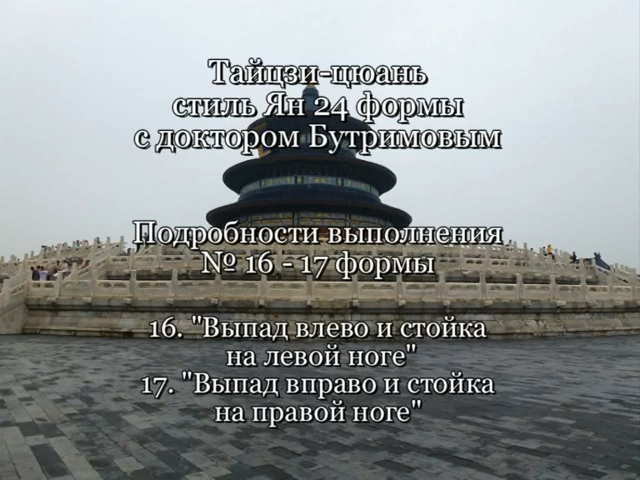 Тайцзи-цюань
стиль Ян 24 формы
с доктором Бутримовым
Подробности выполнения
№ 16 - 17 формы
16. "Выпад влево и стойка
на левой ноге"
17. "Выпад вправо и стойка
на правой ноге"